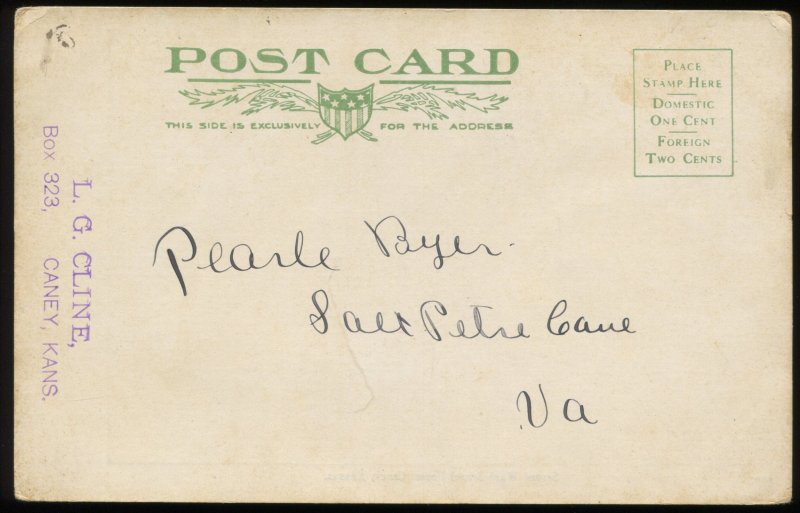 POST CARD
THIS SIDE IS EXCLUSIVELY FOR THE ADDRESS
PLACE
STAMP HERE
DOMESTIC
ONE CENT
FOREIGN
TWO CENTS
L. G. CLINE,
Box 323, CANEY, KANS.
Pearle Byer
Salt Petre Cave
Va